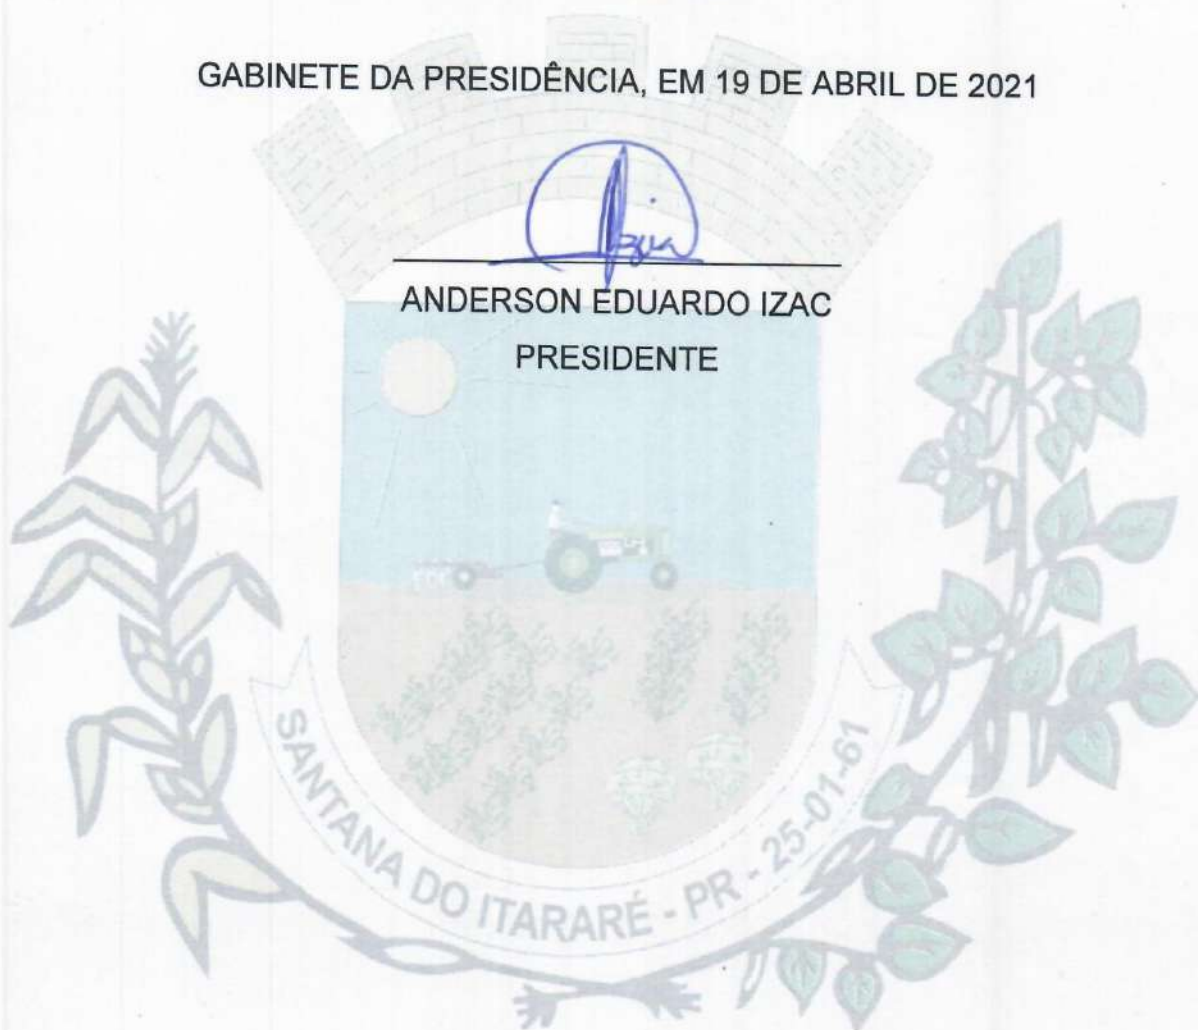 GABINETE DA PRESIDÊNCIA, EM 19 DE ABRIL DE 2021
ANDERSON EDUARDO IZAC
PRESIDENTE
SANTANA DO ITARARÉ - PR - 25-01-61